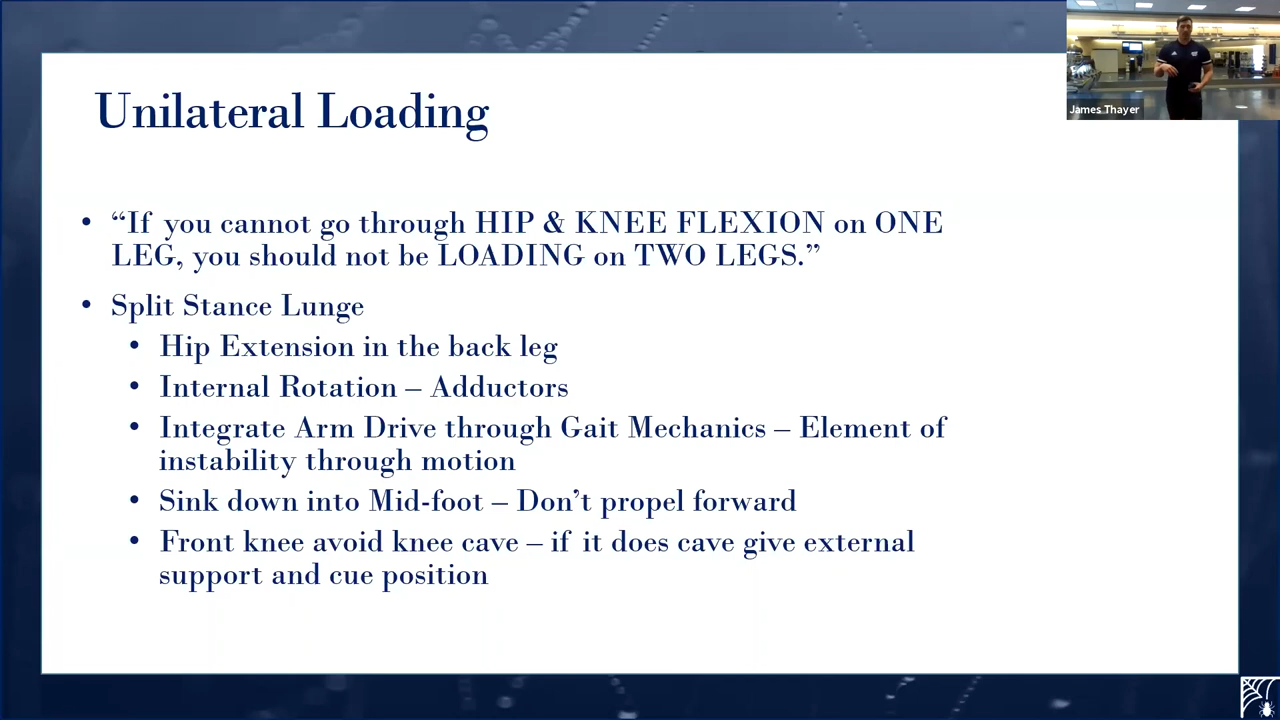 Unilateral Loading
James Thayer
• “If you cannot go through HIP & KNEE FLEXION on ONE
LEG, you should not be LOADING on TWO LEGS.”
• Split Stance Lunge
• Hip Extension in the back leg
• Internal Rotation – Adductors
• Integrate Arm Drive through Gait Mechanics – Element of
instability through motion
• Sink down into Mid-foot – Don’t propel forward
• Front knee avoid knee cave – if it does cave give external
support and cue position